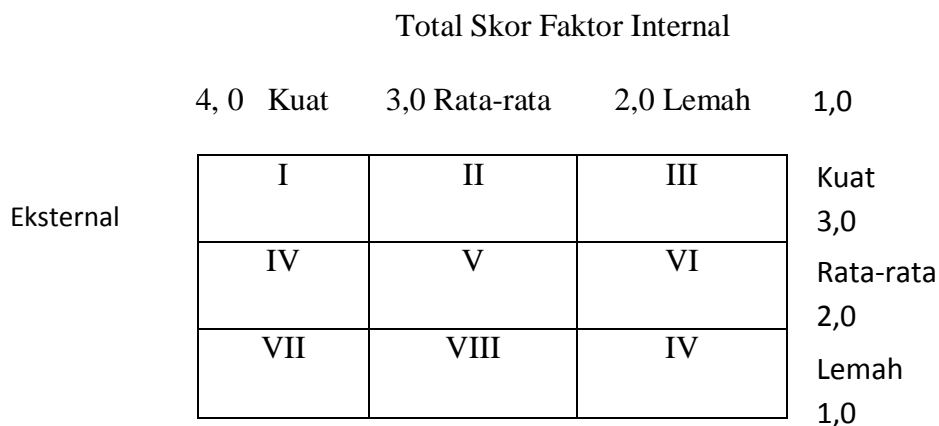 Total Skor Faktor Internal
4, 0 Kuat 3,0 Rata-rata 2,0 Lemah 1,0
I II III Kuat
Eksternal 3,0
IV V VI Rata-rata
2,0
VII VIII IV Lemah
1,0